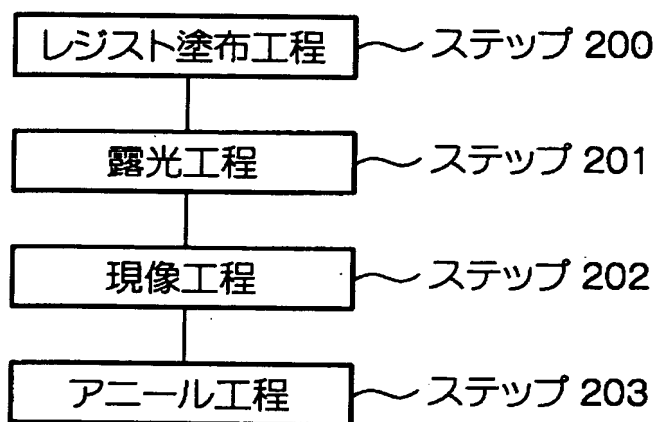 レジスト塗布工程 ステップ 200
露光工程 ステップ 201
現像工程 ステップ 202
アニール工程 ステップ 203